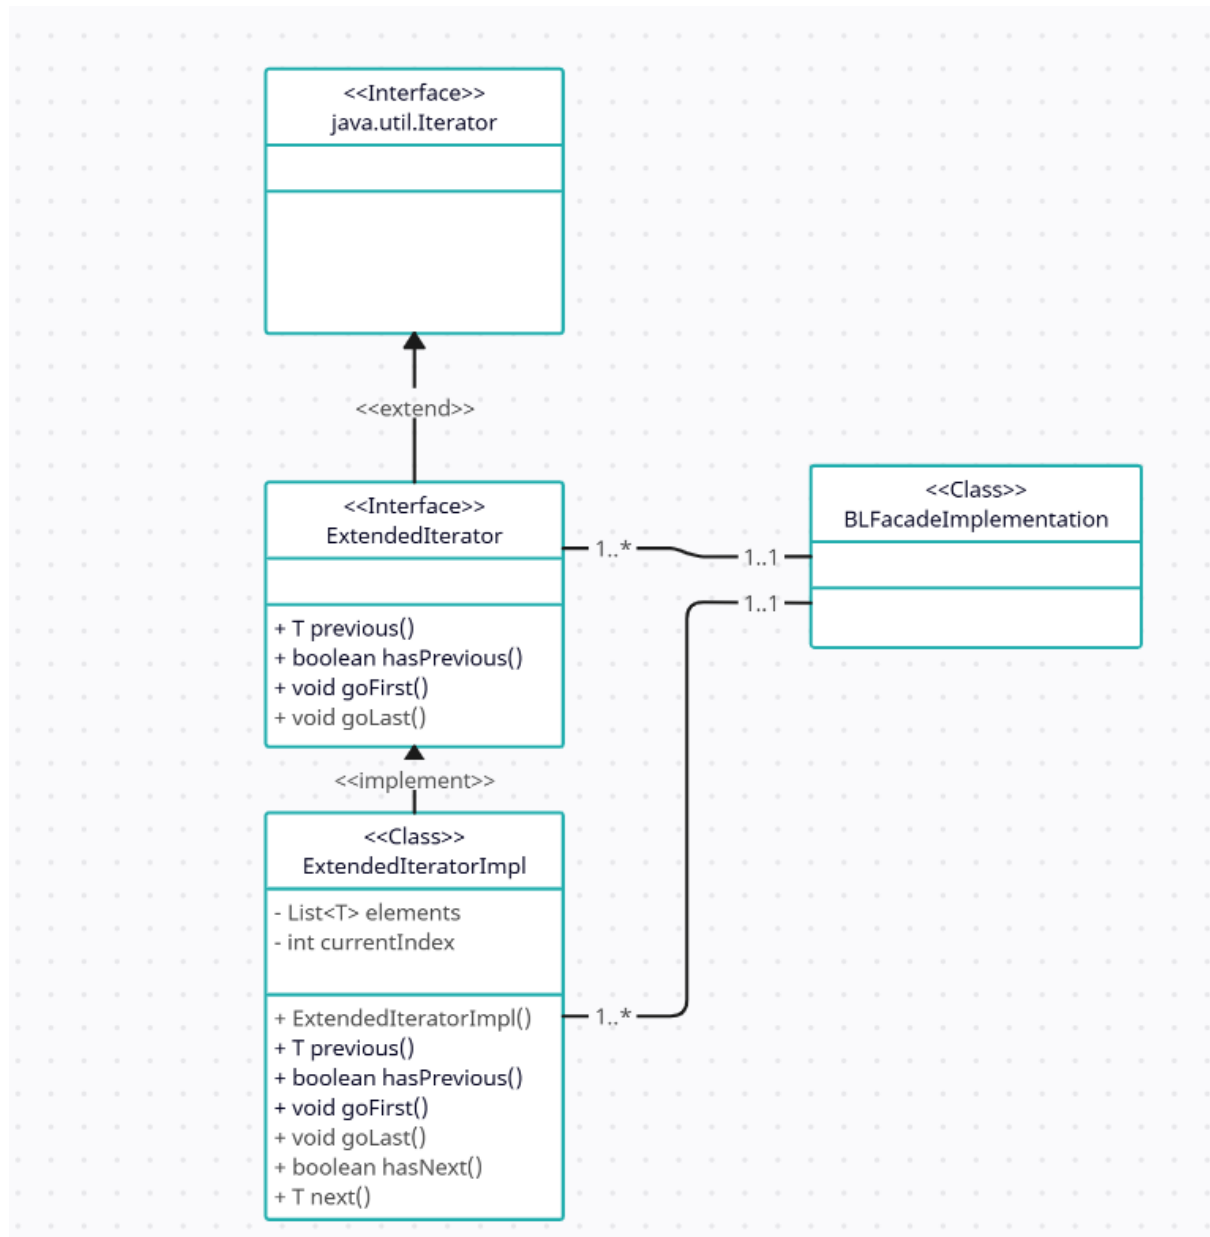 <<Interface>>
java.util.Iterator
<<extend>>
<<Interface>>
ExtendedIterator
+ T previous()
+ boolean hasPrevious()
+ void goFirst()
+ void goLast()
1..*
1..1
<<Class>>
BLFacadeImplementation
1..1
<<implement>>
<<Class>>
ExtendedIteratorImpl
- List<T> elements
- int currentIndex
+ ExtendedIteratorImpl()
+ T previous()
+ boolean hasPrevious()
+ void goFirst()
+ void goLast()
+ boolean hasNext()
+ T next()
1..*